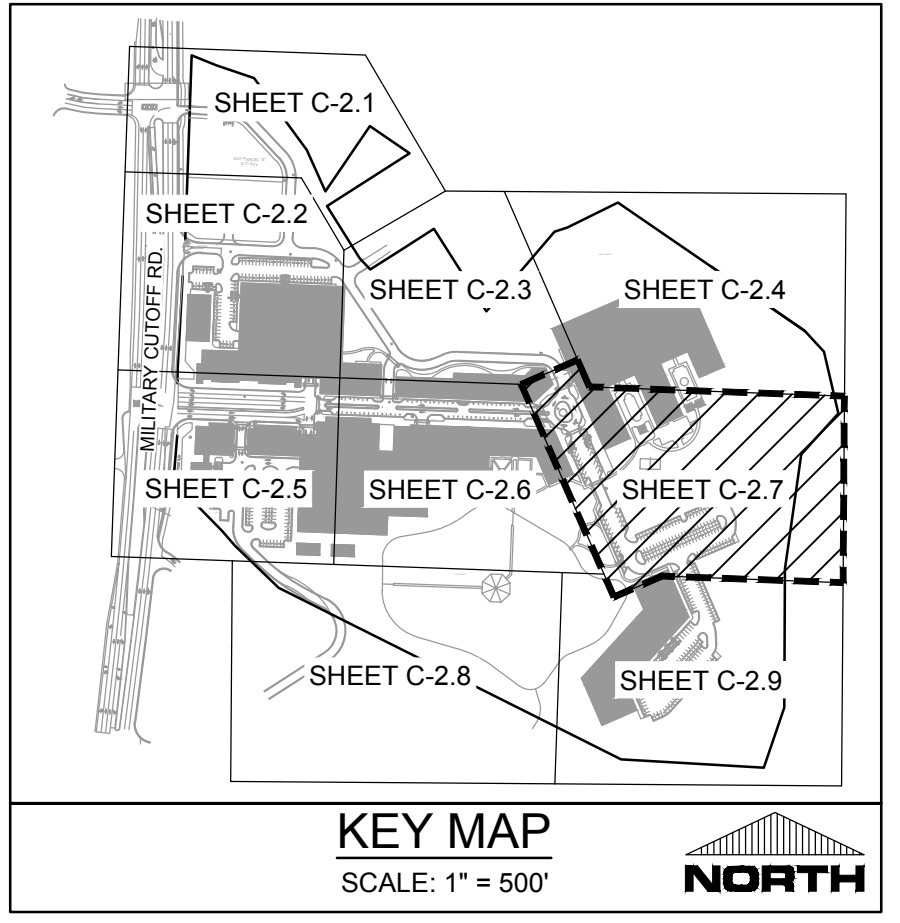 SHEET C-2.1
SHEET C-2.2
MILITARY CUTOFF RD.
SHEET C-2.3
SHEET C-2.4
SHEET C-2.5
SHEET C-2.6
SHEET C-2.7
SHEET C-2.8
SHEET C-2.9
KEY MAP
SCALE: 1" = 500'
NORTH